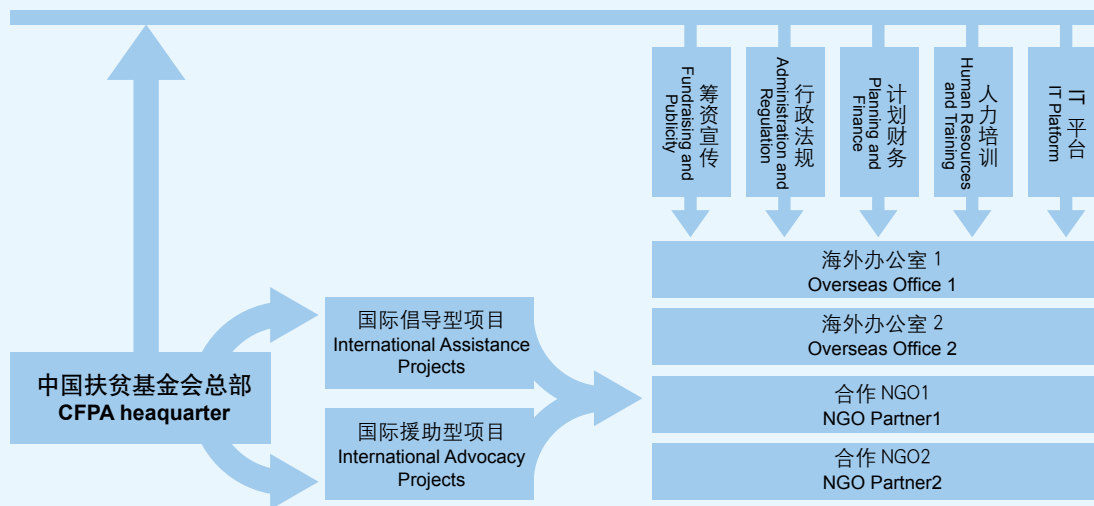 筹资宣传
Fundraising and
Publicity
行政法规
Administration and
Regulation
计划财务
Planning and
Finance
人力培训
Human Resources
and Training
IT 平台
IT Platform
海外办公室 1
Overseas Office 1
海外办公室 2
Overseas Office 2
国际倡导型项目
International Assistance
Projects
中国扶贫基金会总部
CFPA heaquarter
合作 NGO1
NGO Partner1
国际援助型项目
International Advocacy
Projects
合作 NGO2
NGO Partner2